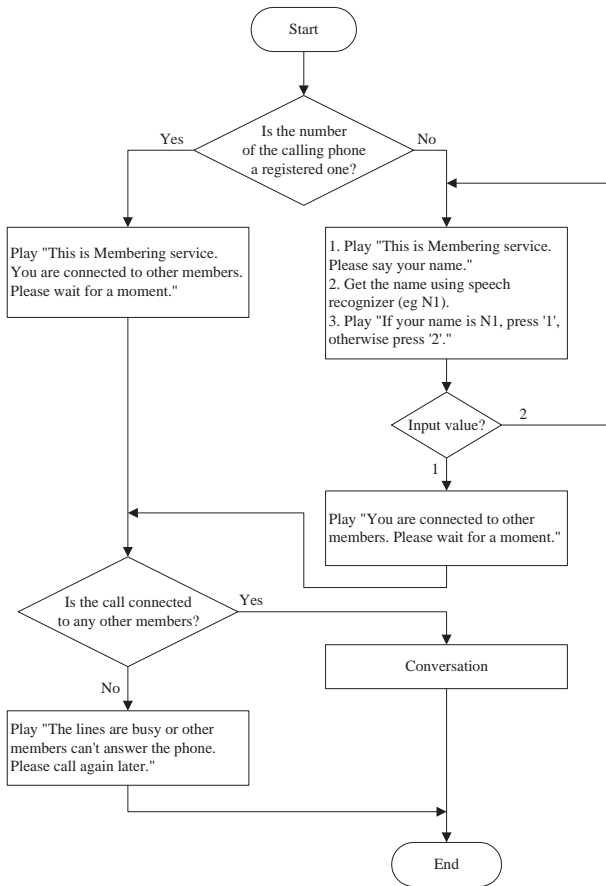 Start
Is the number
of the calling phone
a registered one?
Yes
No
Play "This is Membering service.
You are connected to other members.
Please wait for a moment."
1. Play "This is Membering service.
Please say your name."
2. Get the name using speech
recognizer (eg N1).
3. Play "If your name is N1, press '1',
otherwise press '2'."
Input value?
2
1
Play "You are connected to other
members. Please wait for a moment."
Is the call connected
to any other members?
Yes
No
Conversation
Play "The lines are busy or other
members can't answer the phone.
Please call again later."
End